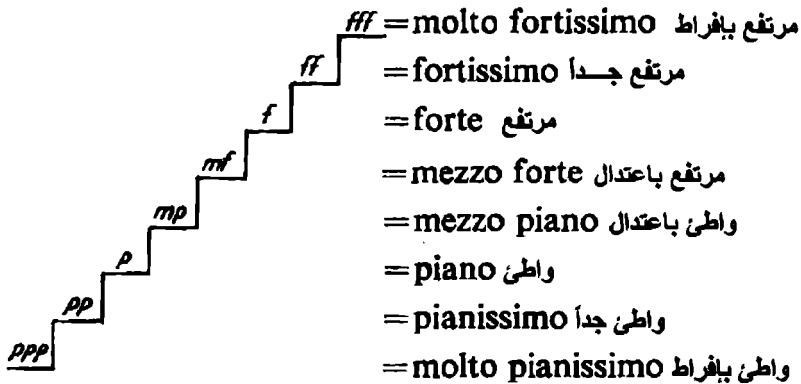 fff = molto fortissimo مرتفع بإفراط
ff = fortissimo مرتفع جـــداً
f = forte مرتفع
mf = mezzo forte مرتفع باعتدال
mp = mezzo piano واطئ باعتدال
p = piano واطئ
pp = pianissimo واطئ جداً
ppp = molto pianissimo واطئ بإفراط